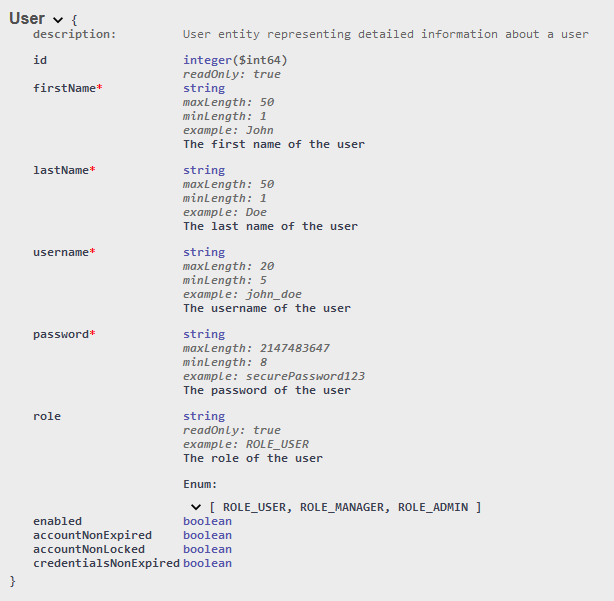 User {
description: User entity representing detailed information about a user
id integer($int64)
readOnly: true
firstName* string
maxLength: 50
minLength: 1
example: John
The first name of the user
lastName* string
maxLength: 50
minLength: 1
example: Doe
The last name of the user
username* string
maxLength: 20
minLength: 5
example: john_doe
The username of the user
password* string
maxLength: 2147483647
minLength: 8
example: securePassword123
The password of the user
role string
readOnly: true
example: ROLE_USER
The role of the user
Enum:
[ ROLE_USER, ROLE_MANAGER, ROLE_ADMIN ]
enabled boolean
accountNonExpired boolean
accountNonLocked boolean
credentialsNonExpired boolean
}